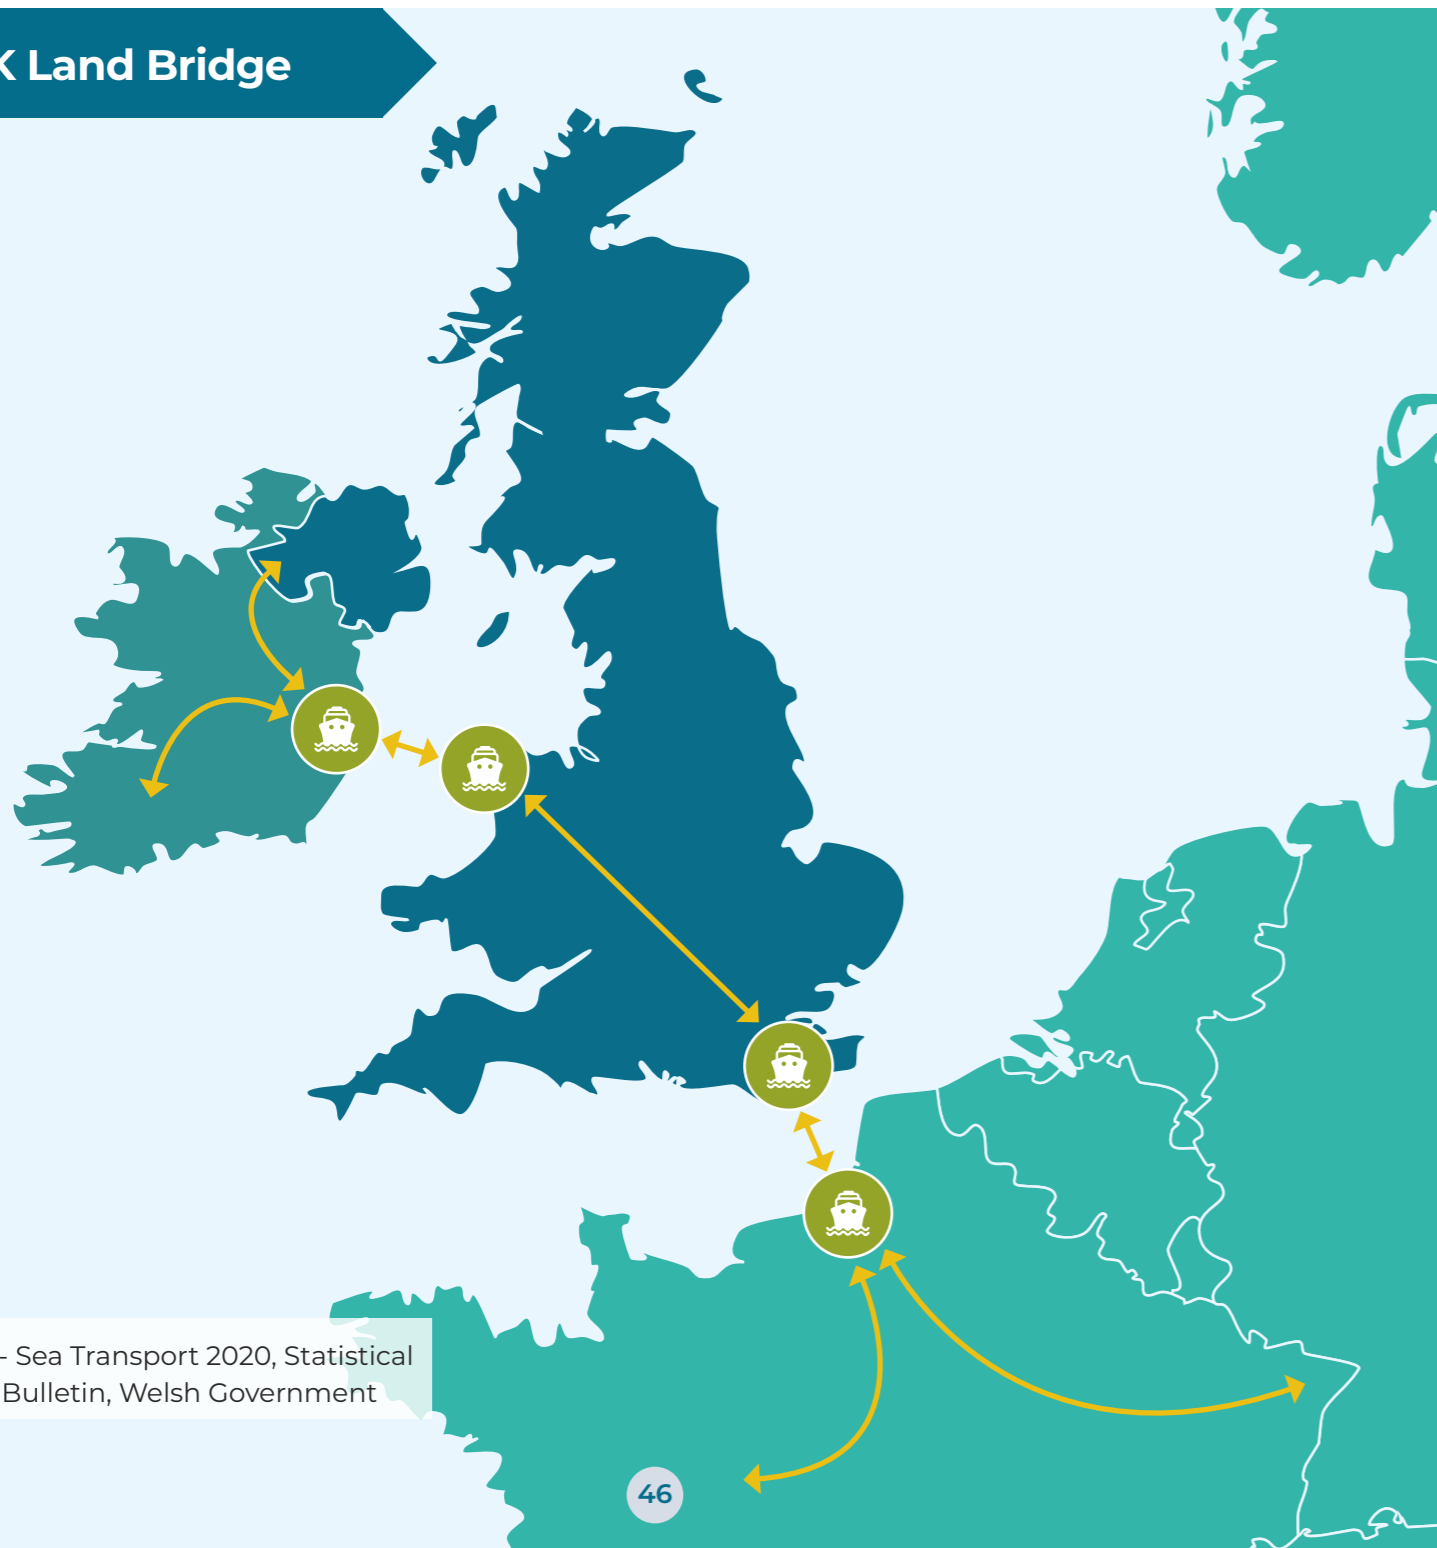 K Land Bridge
- Sea Transport 2020, Statistical
Bulletin, Welsh Government
46